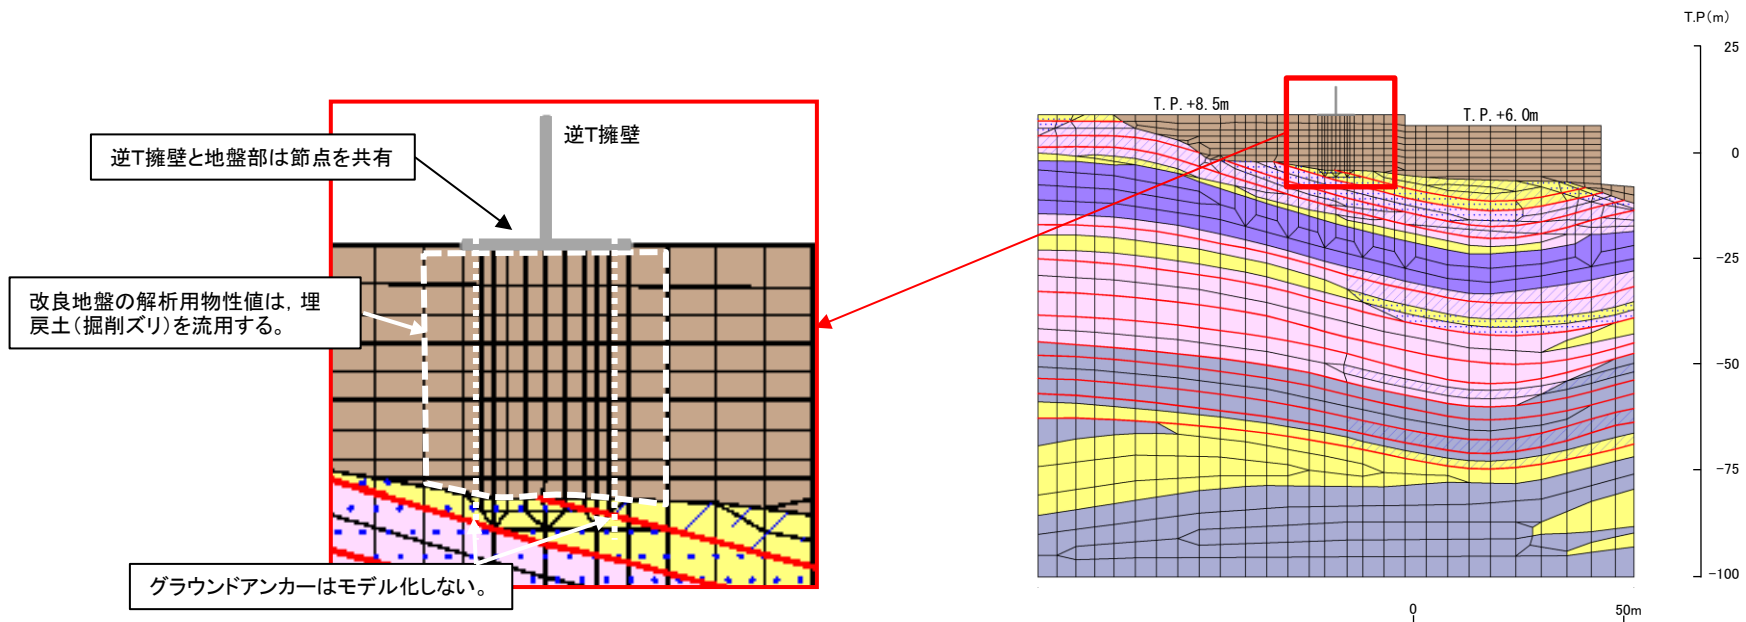 逆T擁壁
逆T擁壁と地盤部は節点を共有
改良地盤の解析用物性値は，埋
戻土（掘削ズリ）を流用する。
グラウンドアンカーはモデル化しない。
T.P（m）
T.P.+8.5m
T.P.+6.0m
25
0
-25
-50
-75
-100
0
50m